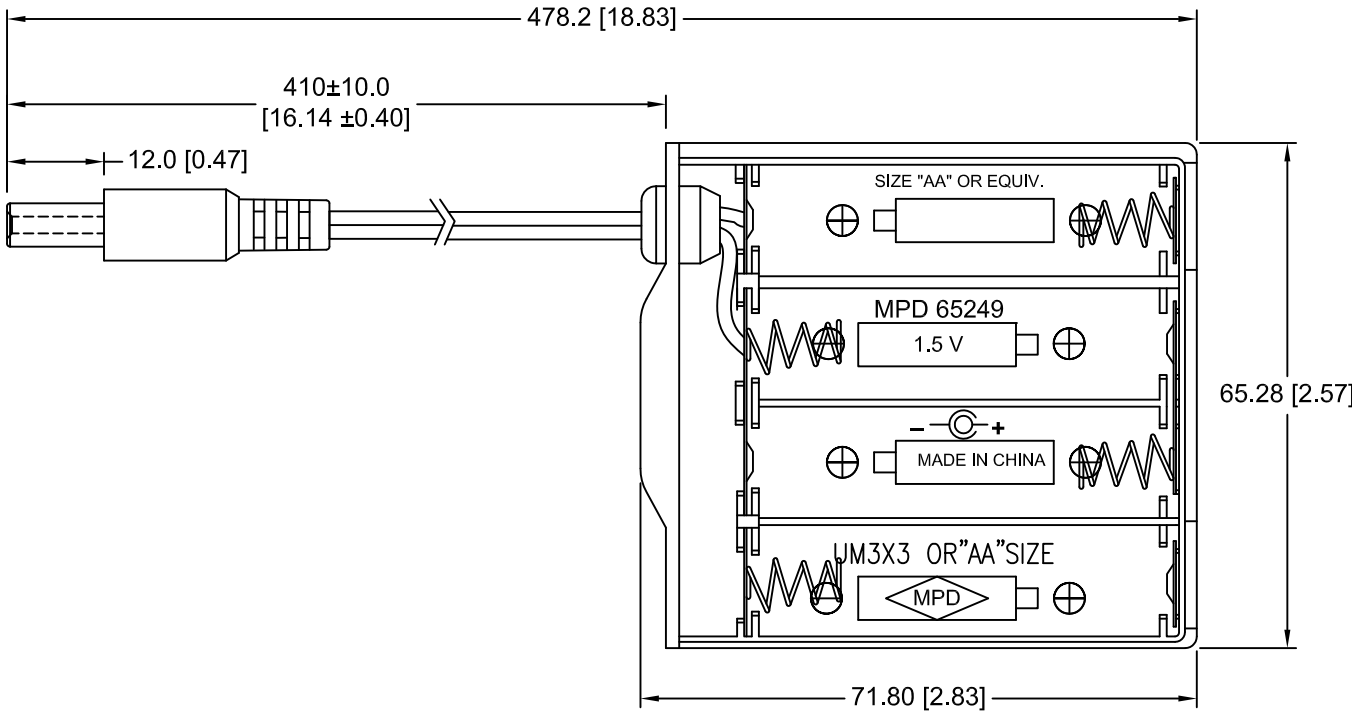 478.2 [18.83]
410±10.0
[16.14 ±0.40]
12.0 [0.47]
SIZE "AA" OR EQUIV.
MPD 65249
1.5 V
65.28 [2.57]
– +
MADE IN CHINA
UM3X3 OR”AA”SIZE
MPD
71.80 [2.83]